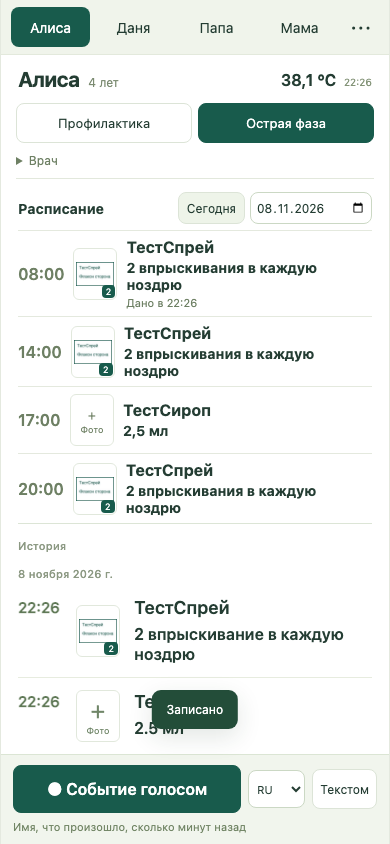 Алиса Даня Папа Мама ···
Алиса 4 лет 38,1 °C 22:26
Профилактика Острая фаза
▶ Врач
Расписание Сегодня 08.11.2026
08:00 ТестСпрей
2 впрыскивания в каждую
ноздрю
Дано в 22:26
ТестСпрей
2
14:00 ТестСпрей
2 впрыскивания в каждую
ноздрю
ТестСпрей
2
17:00 + Фото ТестСироп
2,5 мл
20:00 ТестСпрей
2 впрыскивания в каждую
ноздрю
ТестСпрей
2
История
8 ноября 2026 г.
22:26 ТестСпрей
2 впрыскивание в каждую
ноздрю
ТестСпрей
2
22:26 + Фото
2.5 мл
Записано
Событие голосом RU Текстом
Имя, что произошло, сколько минут назад